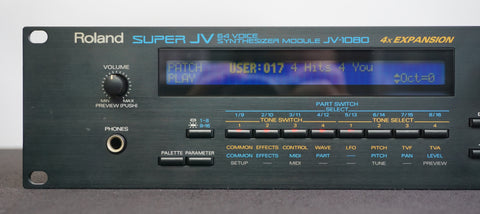 Roland SUPER JV 64 VOICE SYNTHESIZER MODULE JV-1080 4x EXPANSION
PATCH USER:017 4 Hits 4 You
PLAY Oct=0
VOLUME
MIN MAX
PREVIEW (PUSH)
PHONES
PART SWITCH
SELECT
1/9 2/10 3/11 4/12 5/13 6/14 7/15 8/16
TONE SWITCH TONE SELECT
1 2 3 4 1 2 3 4
1-8
9-16
PALETTE PARAMETER
COMMON EFFECTS CONTROL WAVE LFO PITCH TVF TVA
COMMON EFFECTS MIDI PART — PITCH PAN LEVEL
SETUP — MIDI — — TUNE — PREVIEW